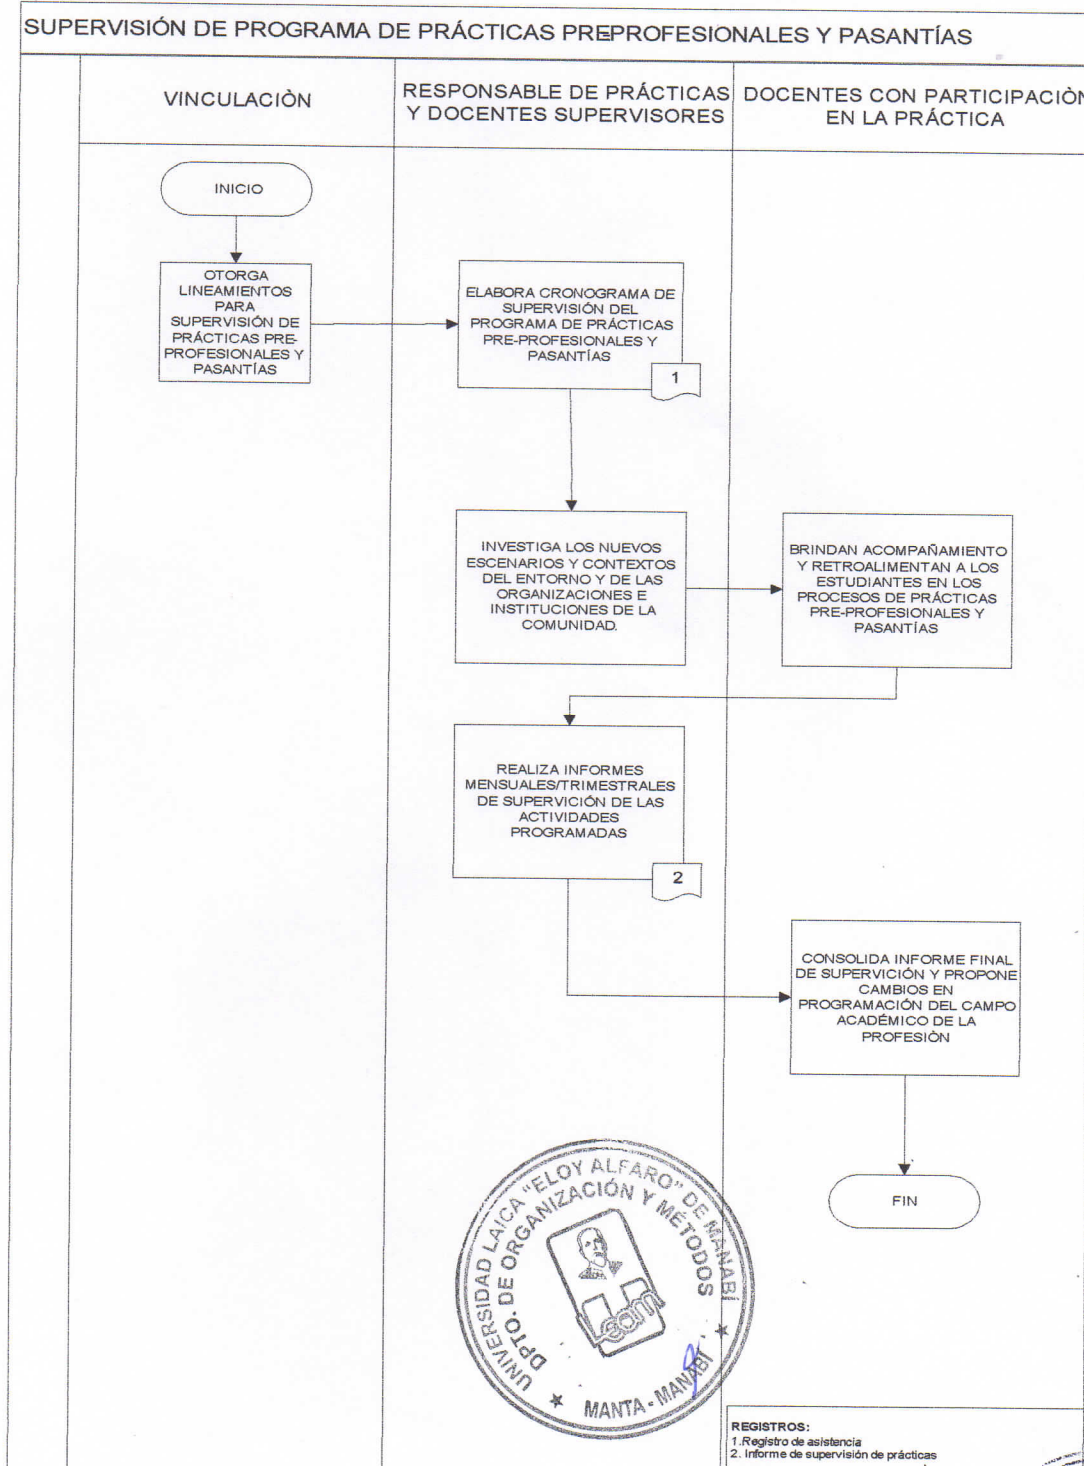 SUPERVISIÓN DE PROGRAMA DE PRÁCTICAS PREPROFESIONALES Y PASANTÍAS
VINCULACIÒN
RESPONSABLE DE PRÁCTICAS
Y DOCENTES SUPERVISORES
DOCENTES CON PARTICIPACIÒN
EN LA PRÁCTICA
INICIO
OTORGA
LINEAMIENTOS
PARA
SUPERVISIÓN DE
PRÁCTICAS PRE-
PROFESIONALES Y
PASANTÍAS
ELABORA CRONOGRAMA DE
SUPERVISIÓN DEL
PROGRAMA DE PRÁCTICAS
PRE-PROFESIONALES Y
PASANTÍAS
1
INVESTIGA LOS NUEVOS
ESCENARIOS Y CONTEXTOS
DEL ENTORNO Y DE LAS
ORGANIZACIONES E
INSTITUCIONES DE LA
COMUNIDAD.
BRINDAN ACOMPAÑAMIENTO
Y RETROALIMENTAN A LOS
ESTUDIANTES EN LOS
PROCESOS DE PRÁCTICAS
PRE-PROFESIONALES Y
PASANTÍAS
REALIZA INFORMES
MENSUALES/TRIMESTRALES
DE SUPERVICIÓN DE LAS
ACTIVIDADES
PROGRAMADAS
2
CONSOLIDA INFORME FINAL
DE SUPERVICIÓN Y PROPONE
CAMBIOS EN
PROGRAMACIÓN DEL CAMPO
ACADÉMICO DE LA
PROFESIÒN
FIN
UNIVERSIDAD LAICA "ELOY ALFARO" DE MANABI
DPTO. DE ORGANIZACIÓN Y MÉTODOS
Uleam
MANTA - MANABI
REGISTROS:
1.Registro de asistencia
2. Informe de supervisión de prácticas